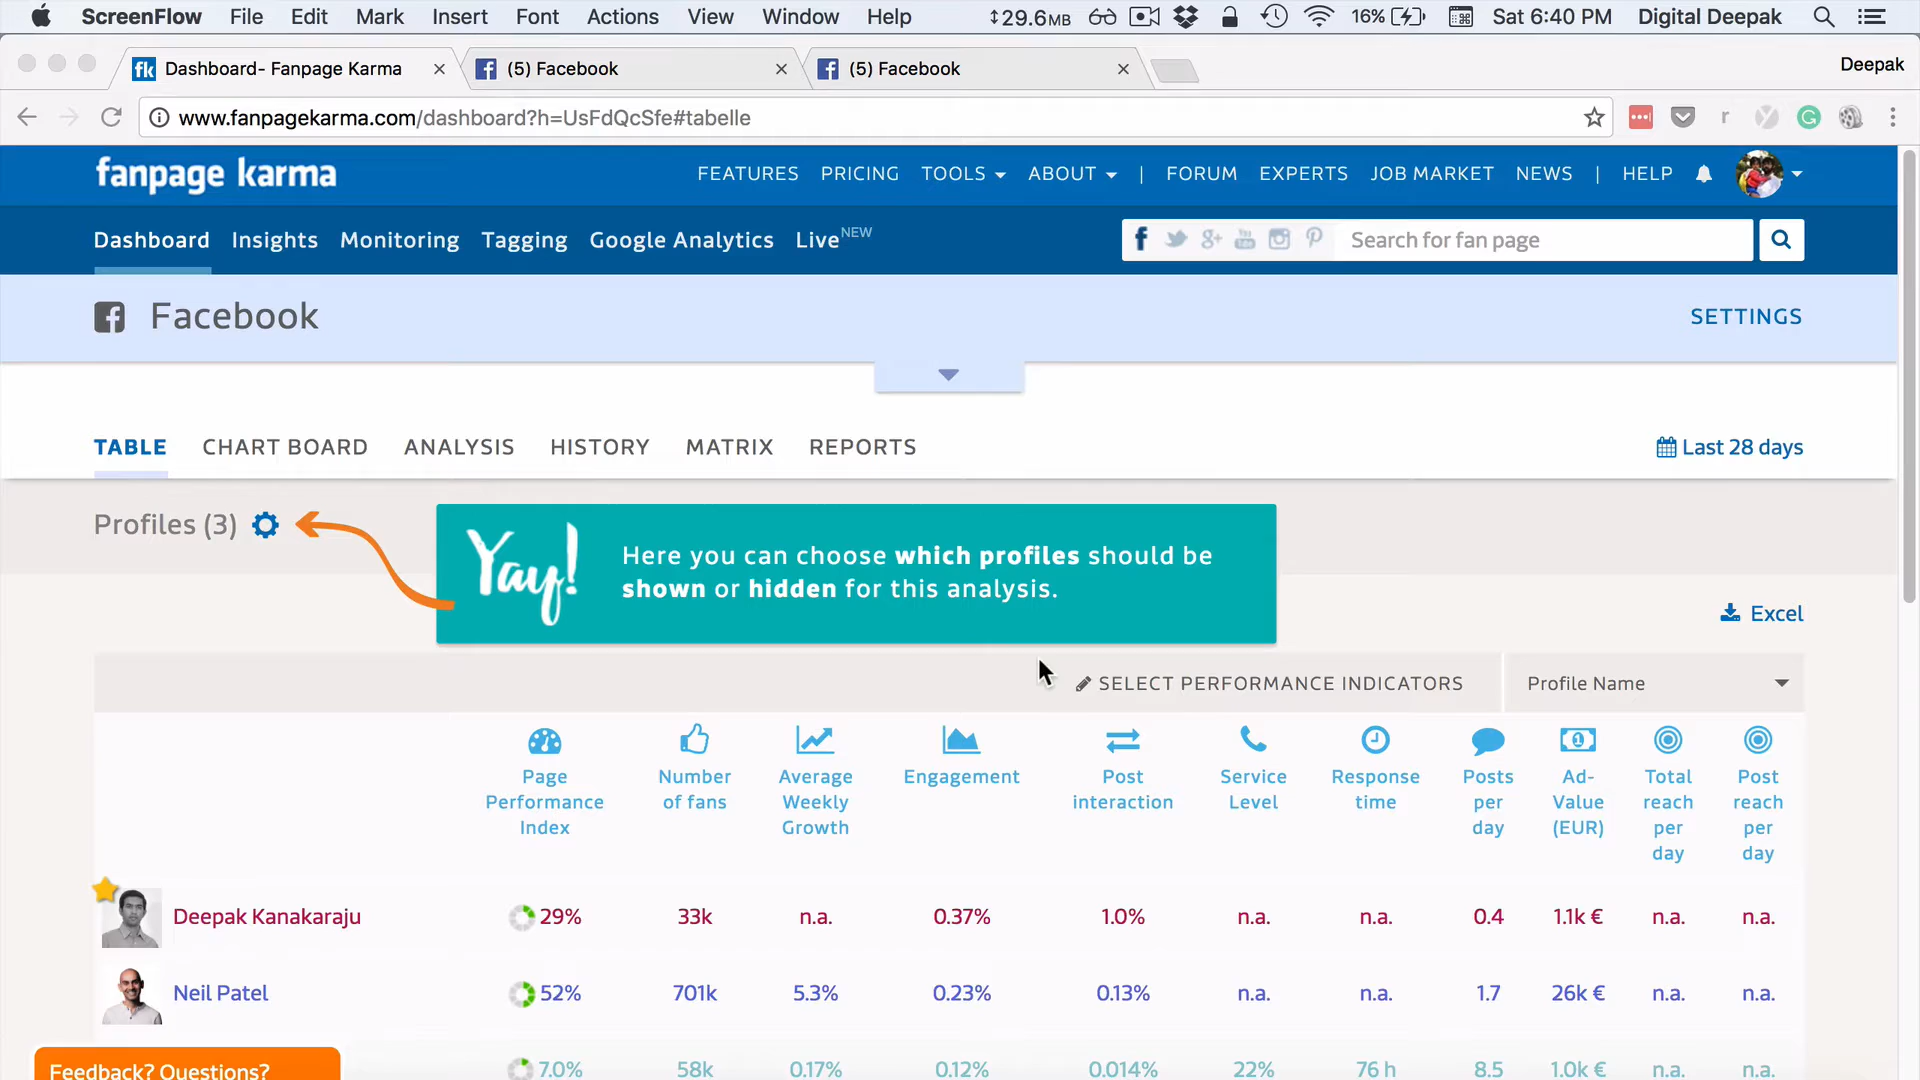 ScreenFlow File Edit Mark Insert Font Actions View Window Help 29.6MB 16% Sat 6:40 PM Digital Deepak
fk Dashboard- Fanpage Karma (5) Facebook (5) Facebook Deepak
www.fanpagekarma.com/dashboard?h=UsFdQcSfe#tabelle
fanpage karma FEATURES PRICING TOOLS ABOUT | FORUM EXPERTS JOB MARKET NEWS | HELP
Dashboard Insights Monitoring Tagging Google Analytics Live NEW Search for fan page
Facebook SETTINGS
TABLE CHART BOARD ANALYSIS HISTORY MATRIX REPORTS Last 28 days
Profiles (3)
Yay!
Here you can choose which profiles should be
shown or hidden for this analysis.
Excel
SELECT PERFORMANCE INDICATORS Profile Name
Page Performance Index
Number of fans
Average Weekly Growth
Engagement
Post interaction
Service Level
Response time
Posts per day
Ad-Value (EUR)
Total reach per day
Post reach per day
Deepak Kanakaraju 29% 33k n.a. 0.37% 1.0% n.a. n.a. 0.4 1.1k € n.a. n.a.
Neil Patel 52% 701k 5.3% 0.23% 0.13% n.a. n.a. 1.7 26k € n.a. n.a.
7.0% 58k 0.17% 0.12% 0.014% 22% 76 h 8.5 1.0k € n.a. n.a.
Feedback? Questions?